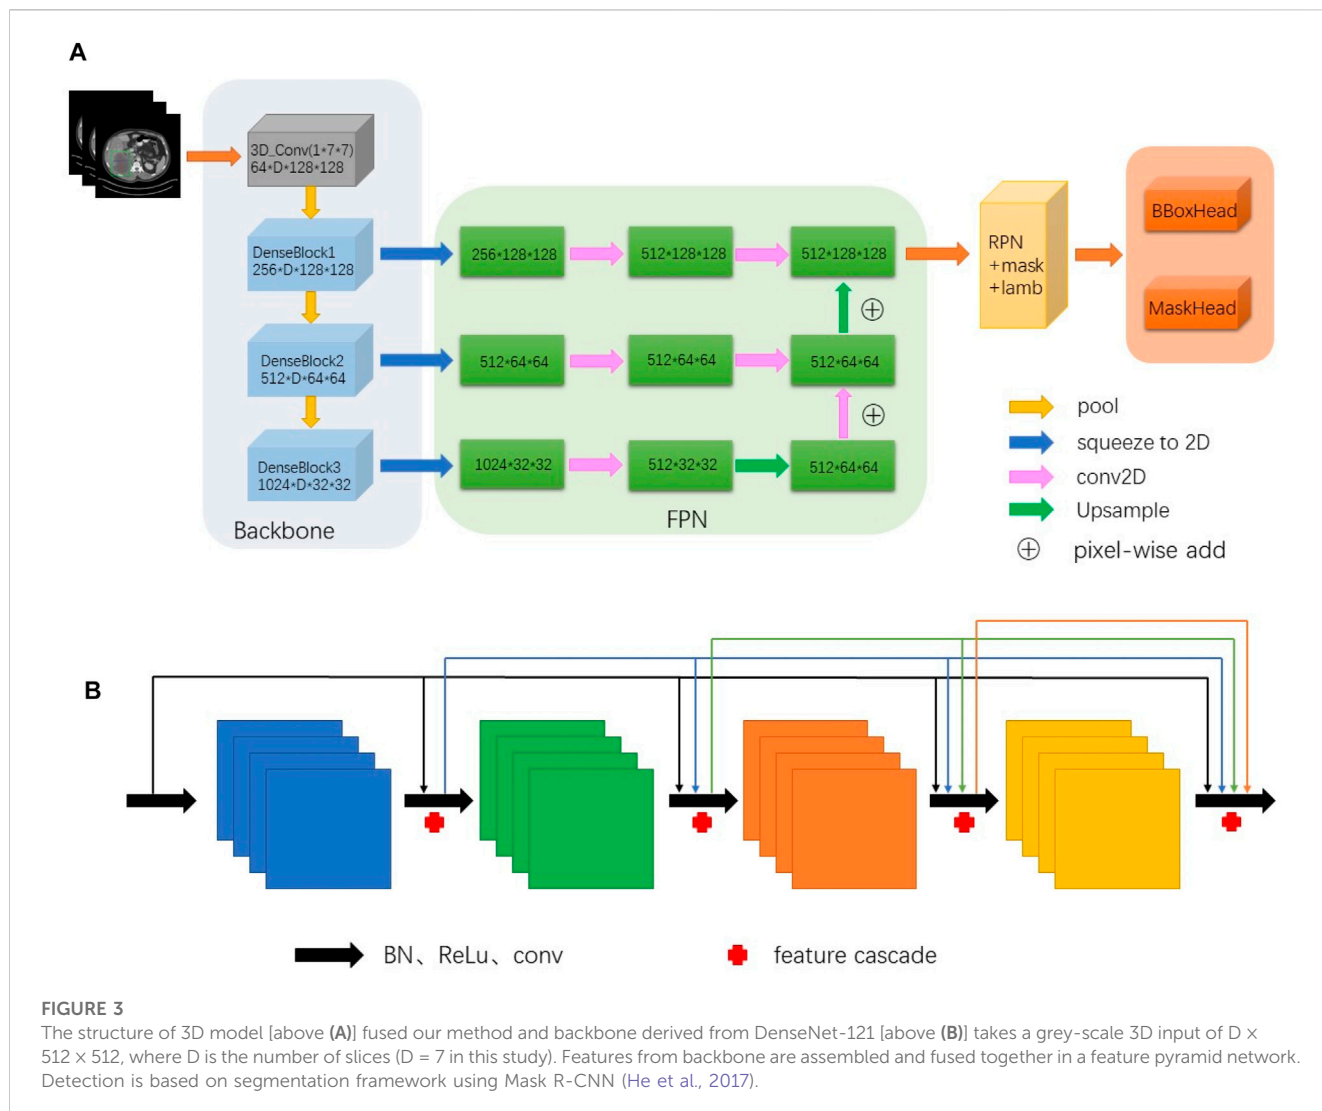 A
3D_Conv(1*7*7)
64*D*128*128
DenseBlock1
256*D*128*128
DenseBlock2
512*D*64*64
DenseBlock3
1024*D*32*32
Backbone
256*128*128
512*128*128
512*128*128
512*64*64
512*64*64
512*64*64
1024*32*32
512*32*32
512*64*64
FPN
RPN
+mask
+lamb
BBoxHead
MaskHead
pool
squeeze to 2D
conv2D
Upsample
pixel-wise add
B
BN、ReLu、conv
feature cascade
FIGURE 3
The structure of 3D model [above (A)] fused our method and backbone derived from DenseNet-121 [above (B)] takes a grey-scale 3D input of D ×
512 × 512, where D is the number of slices (D = 7 in this study). Features from backbone are assembled and fused together in a feature pyramid network.
Detection is based on segmentation framework using Mask R-CNN (He et al., 2017).